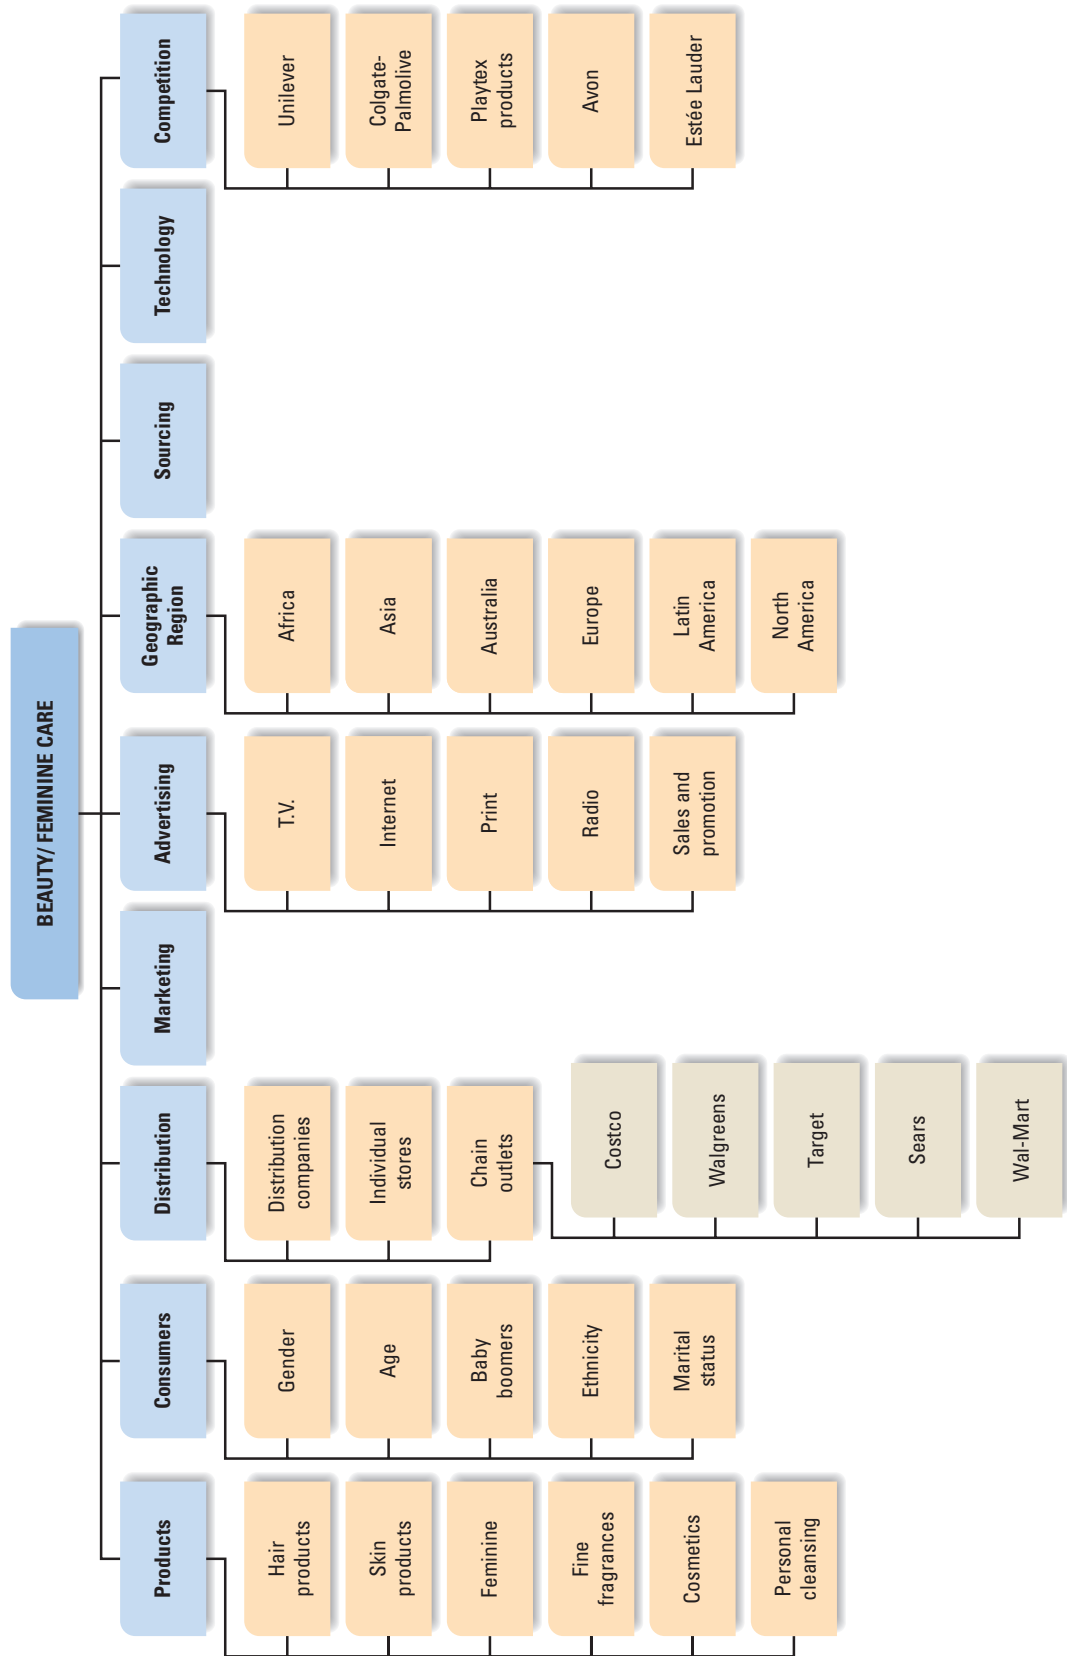 BEAUTY/ FEMININE CARE
Products
Hair
products
Skin
products
Feminine
Fine
fragrances
Cosmetics
Personal
cleansing
Consumers
Gender
Age
Baby
boomers
Ethnicity
Marital
status
Distribution
Distribution
companies
Individual
stores
Chain
outlets
Costco
Walgreens
Target
Sears
Wal-Mart
Marketing
Advertising
T.V.
Internet
Print
Radio
Sales and
promotion
Geographic
Region
Africa
Asia
Australia
Europe
Latin
America
North
America
Sourcing
Technology
Competition
Unilever
Colgate-
Palmolive
Playtex
products
Avon
Estée Lauder